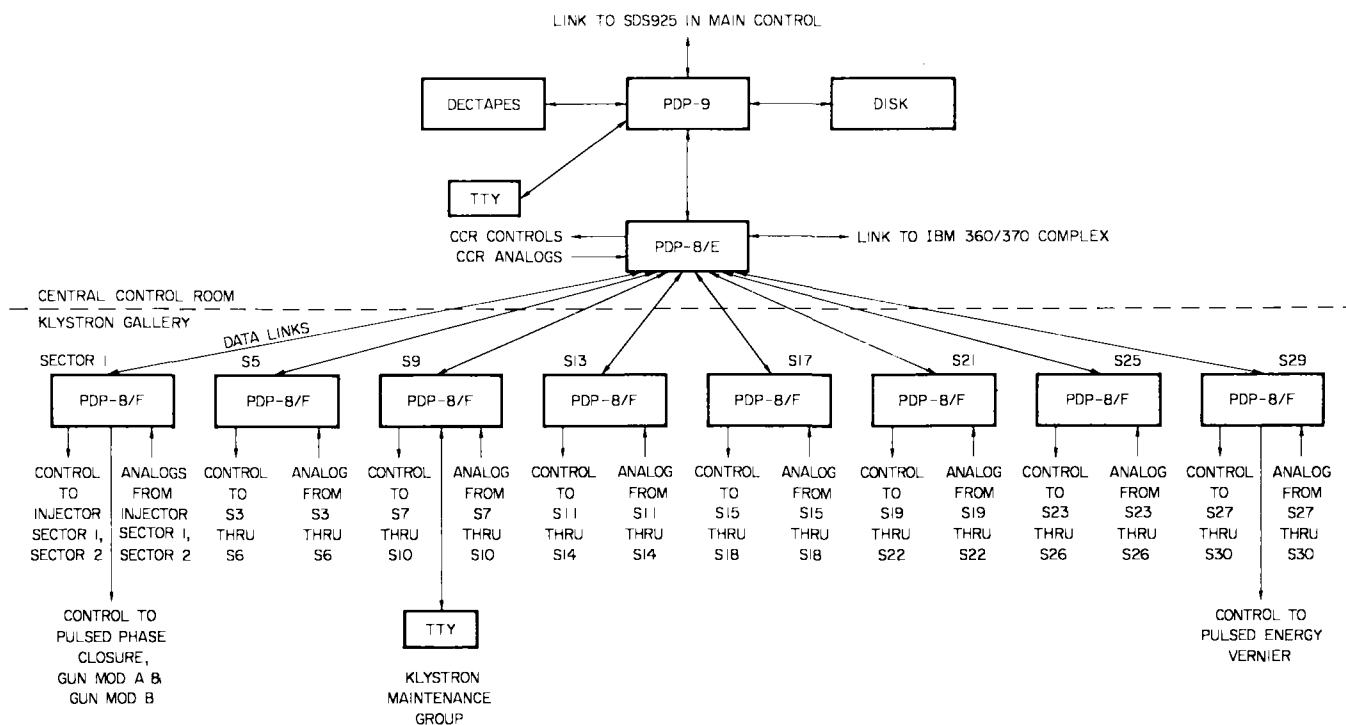 LINK TO SDS925 IN MAIN CONTROL
DECTAPES
PDP-9
DISK
TTY
CCR CONTROLS
CCR ANALOGS
PDP-8/E
LINK TO IBM 360/370 COMPLEX
CENTRAL CONTROL ROOM
KLYSTRON GALLERY
DATA LINKS
SECTOR 1
S5
S9
S13
S17
S21
S25
S29
PDP-8/F
PDP-8/F
PDP-8/F
PDP-8/F
PDP-8/F
PDP-8/F
PDP-8/F
PDP-8/F
CONTROL
TO
INJECTOR
SECTOR 1,
SECTOR 2
ANALOGS
FROM
INJECTOR
SECTOR 1,
SECTOR 2
CONTROL
TO
S3
THRU
S6
ANALOG
FROM
S3
THRU
S6
CONTROL
TO
S7
THRU
S10
ANALOG
FROM
S7
THRU
S10
CONTROL
TO
S11
THRU
S14
ANALOG
FROM
S11
THRU
S14
CONTROL
TO
S15
THRU
S18
ANALOG
FROM
S15
THRU
S18
CONTROL
TO
S19
THRU
S22
ANALOG
FROM
S19
THRU
S22
CONTROL
TO
S23
THRU
S26
ANALOG
FROM
S23
THRU
S26
CONTROL
TO
S27
THRU
S30
ANALOG
FROM
S27
THRU
S30
CONTROL TO
PULSED PHASE
CLOSURE,
GUN MOD A &
GUN MOD B
TTY
KLYSTRON
MAINTENANCE
GROUP
CONTROL TO
PULSED ENERGY
VERNIER